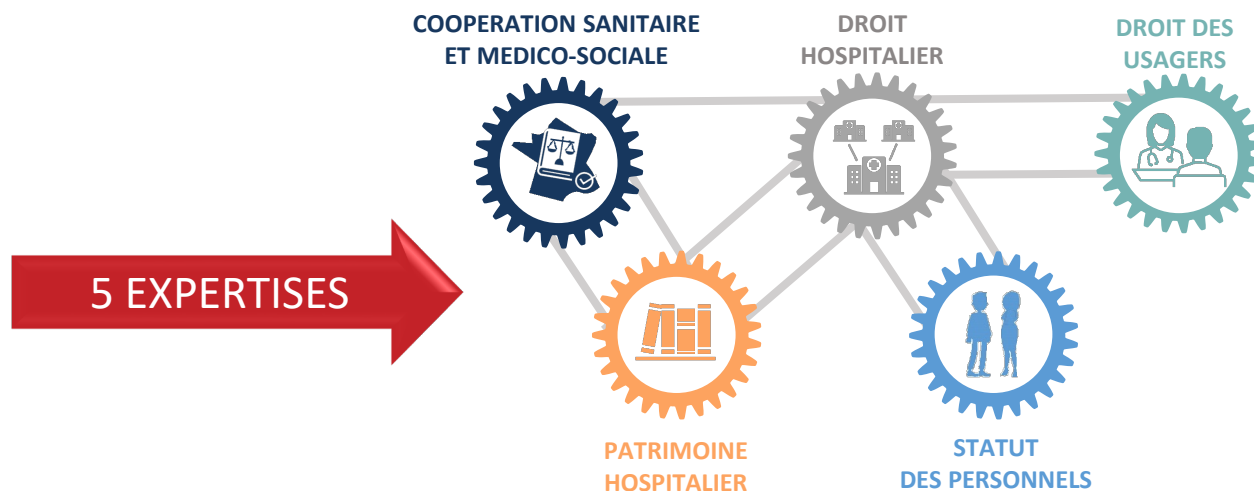 COOPERATION SANITAIRE
ET MEDICO-SOCIALE
DROIT
HOSPITALIER
DROIT DES
USAGERS
5 EXPERTISES
PATRIMOINE
HOSPITALIER
STATUT
DES PERSONNELS